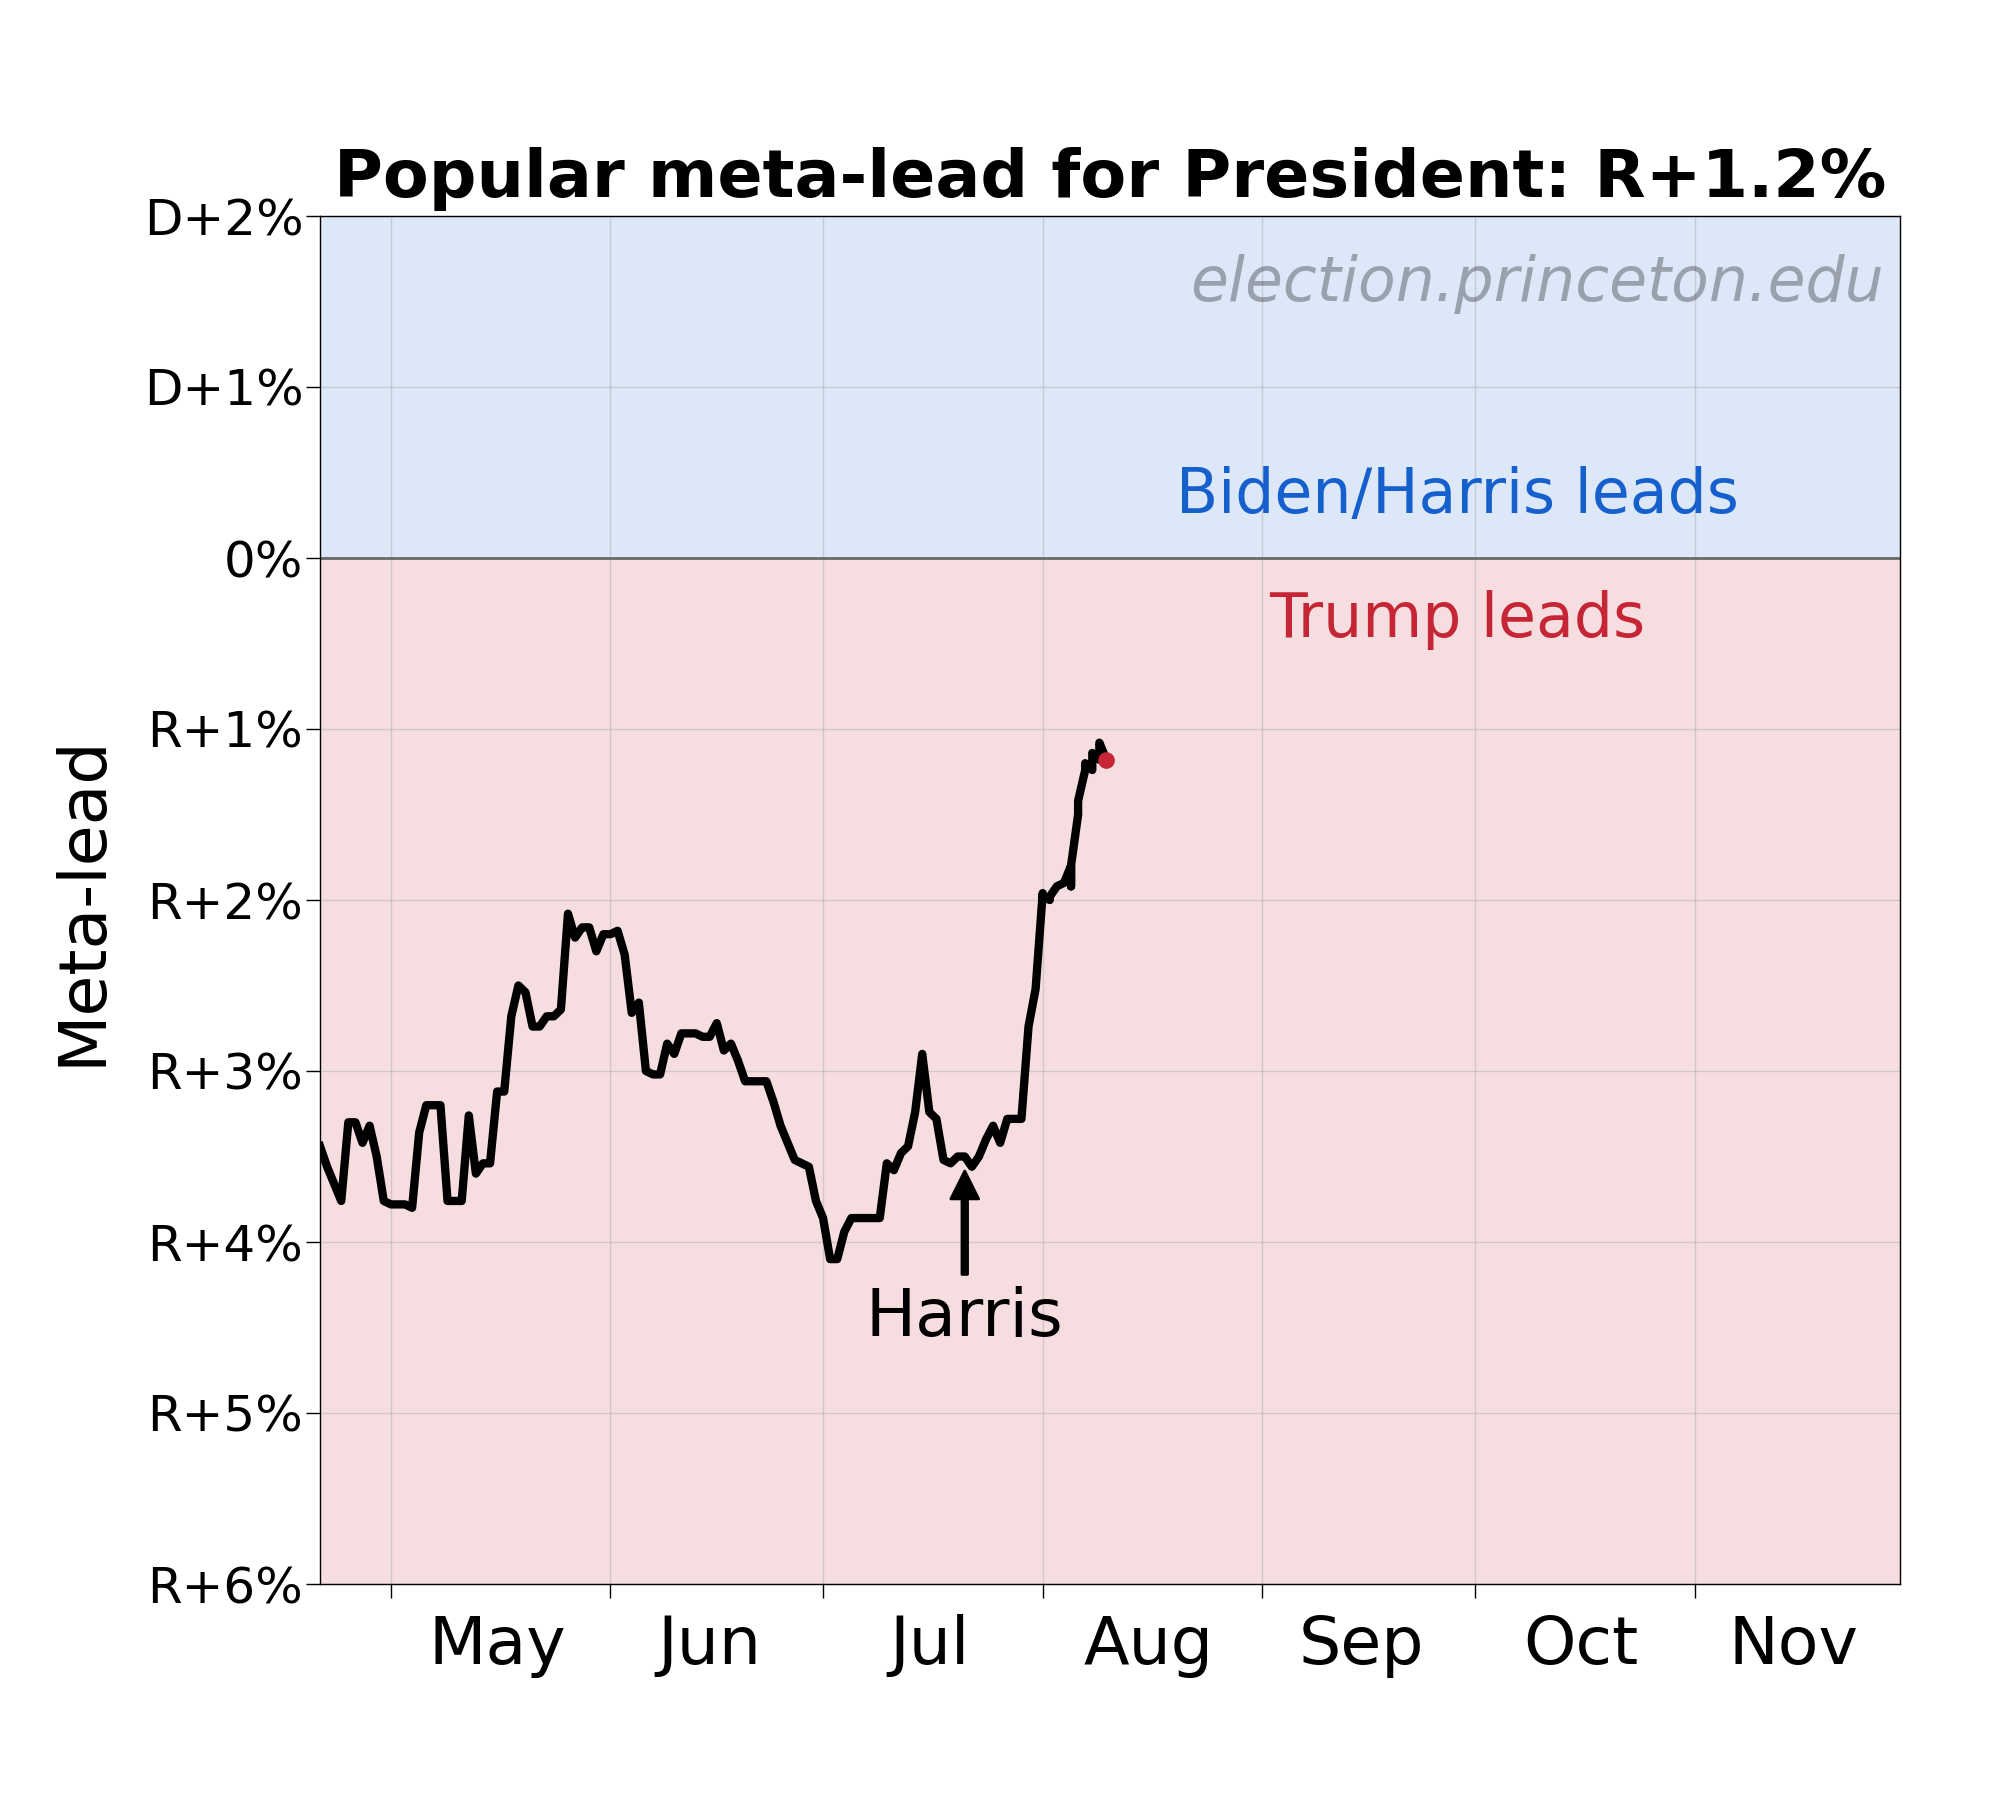 Popular meta-lead for President: R+1.2%
D+2%
election.princeton.edu
D+1%
Biden/Harris leads
0%
Trump leads
R+1%
Meta-lead
R+2%
R+3%
R+4%
Harris
R+5%
R+6%
May Jun Jul Aug Sep Oct Nov